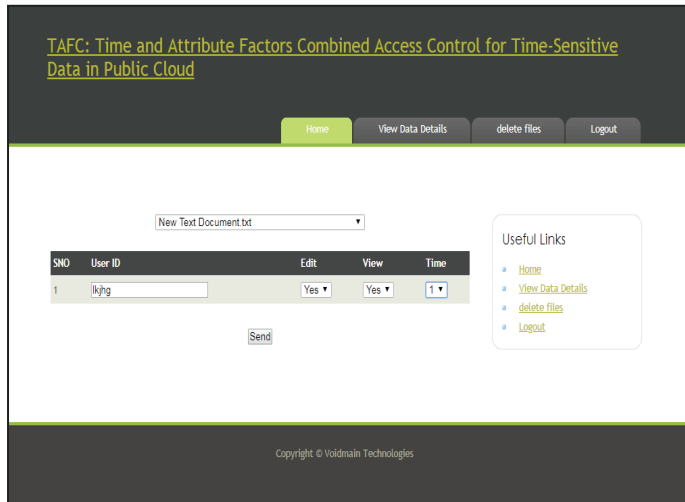 TAFC: Time and Attribute Factors Combined Access Control for Time-Sensitive
Data in Public Cloud
Home View Data Details delete files Logout
New Text Document.txt
SNO User ID Edit View Time
1 lkjhg Yes Yes 1
Send
Useful Links
Home
View Data Details
delete files
Logout
Copyright © Voidmain Technologies